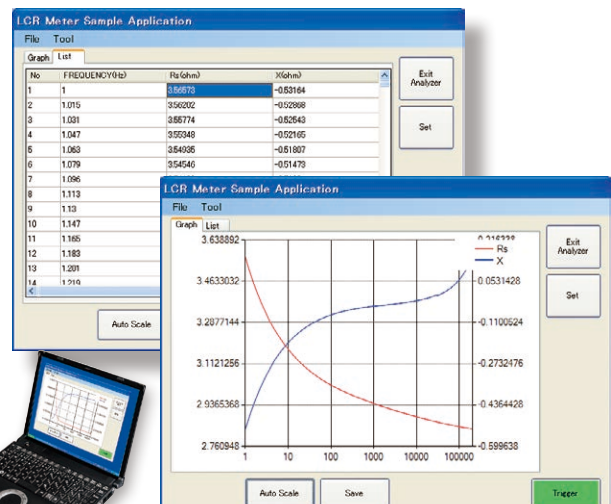 LCR Meter Sample Application
File Tool
Graph List
No FREQUENCY(Hz) Rs(ohm) X(ohm)
1 1 3.56573 -0.53164
2 1.015 3.56202 -0.52868
3 1.031 3.55774 -0.52543
4 1.047 3.55348 -0.52165
5 1.063 3.54935 -0.51807
6 1.079 3.54546 -0.51473
7 1.096
8 1.113
9 1.13
10 1.147
11 1.165
12 1.183
13 1.201
14 1.219
Exit
Analyzer
Set
Auto Scale
LCR Meter Sample Application
File Tool
Graph List
3.638892
3.4633032
3.2877144
3.1121256
2.9365368
2.760948
1 10 100 1000 10000 100000
Rs
X
0.0531428
-0.1100524
-0.2732476
-0.4364428
-0.599638
Exit
Analyzer
Set
Auto Scale Save Trigger